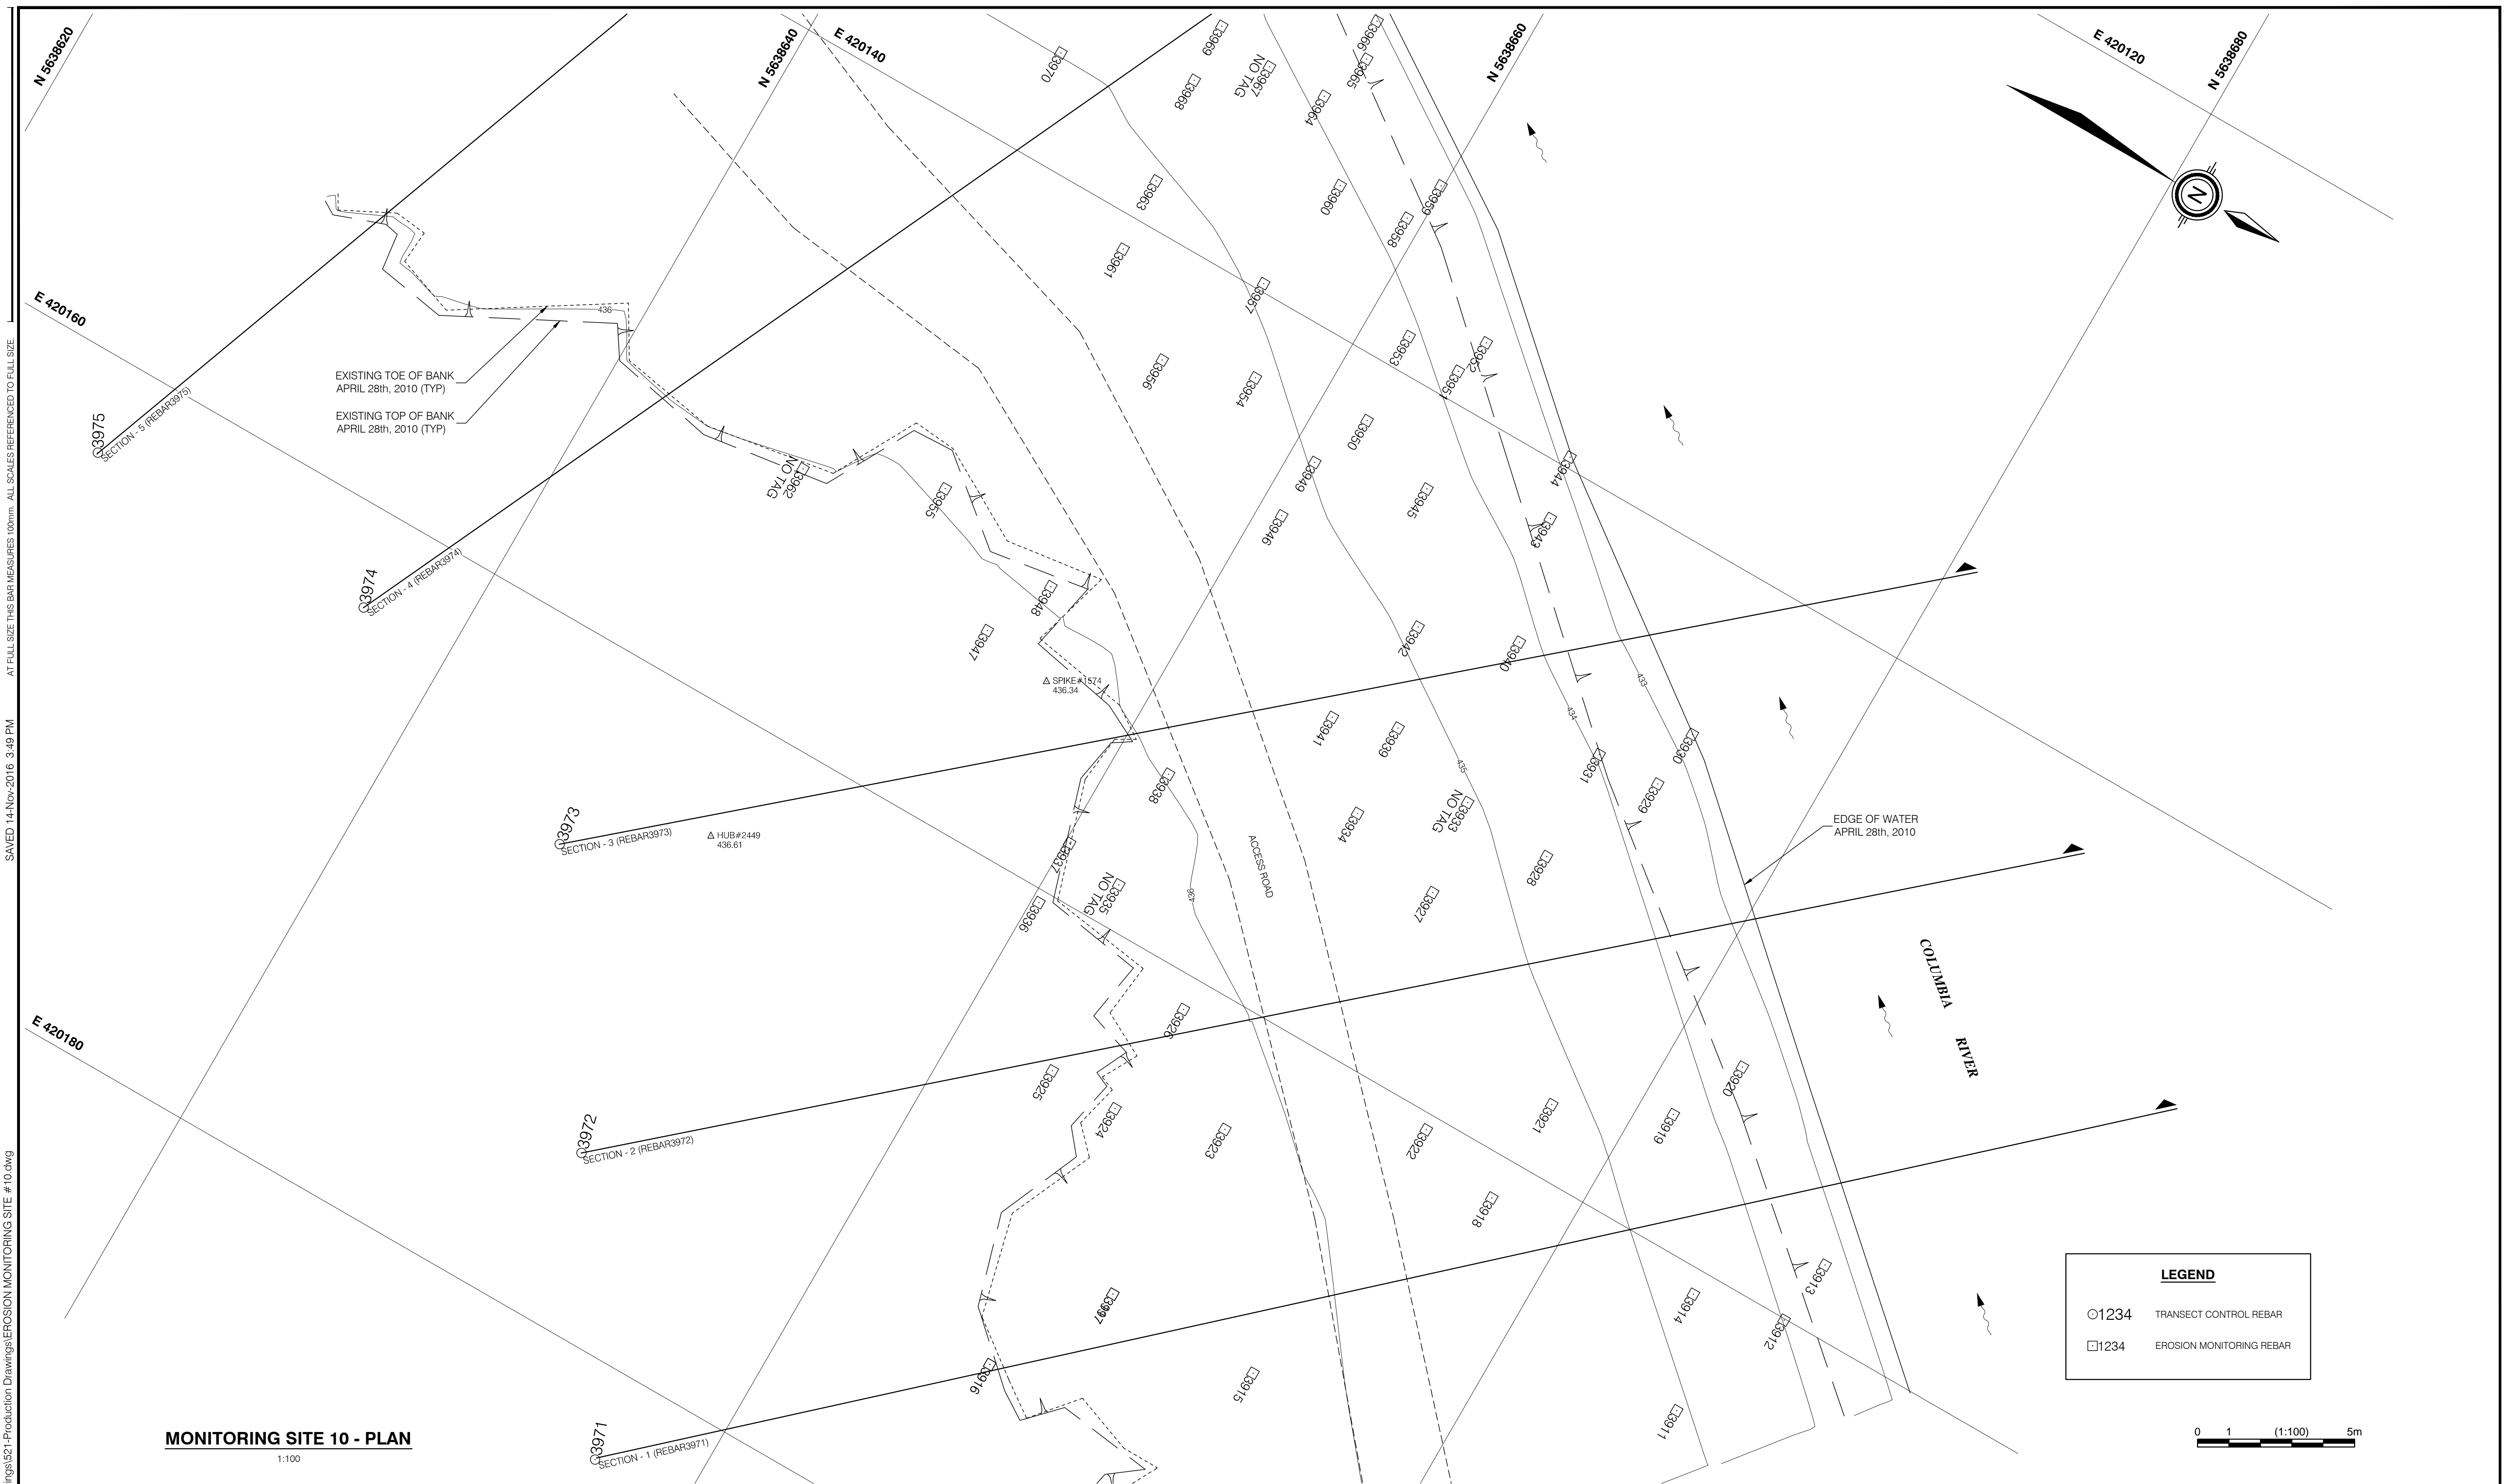 N 5638620
N 5638640
E 420140
N 5638660
E 420120
N 5638680
3970
3969
3968
NO TAG
3967
3966
3965
3964
3963
3961
3960
3959
3958
3957
E 420160
436
EXISTING TOE OF BANK
APRIL 28th, 2010 (TYP)
EXISTING TOP OF BANK
APRIL 28th, 2010 (TYP)
3956
3954
3953
3952
3951
3950
3975
SECTION - 5 (REBAR3975)
NO TAG
3962
3955
3949
3946
3945
3944
3943
3974
SECTION - 4 (REBAR3974)
3948
3947
3942
3940
SPIKE#1574
436.34
433
434
435
3941
3939
3938
3931
3930
3929
3973
SECTION - 3 (REBAR3973)
HUB#2449
436.61
3934
NO TAG
3933
EDGE OF WATER
APRIL 28th, 2010
3937
NO TAG
3935
3936
436
ACCESS ROAD
3928
3927
COLUMBIA
RIVER
E 420180
3926
3925
3924
3923
3922
3921
3920
3919
3972
SECTION - 2 (REBAR3972)
3918
3914
3913
3912
3916
3915
3911
3971
SECTION - 1 (REBAR3971)
LEGEND
1234 TRANSECT CONTROL REBAR
1234 EROSION MONITORING REBAR
MONITORING SITE 10 - PLAN
1:100
0 1 (1:100) 5m
AT FULL SIZE THIS BAR MEASURES 100mm. ALL SCALES REFERENCED TO FULL SIZE.
SAVED 14-Nov-2016 3:49 PM
ings\521-Production Drawings\EROSION MONITORING SITE #10.dwg